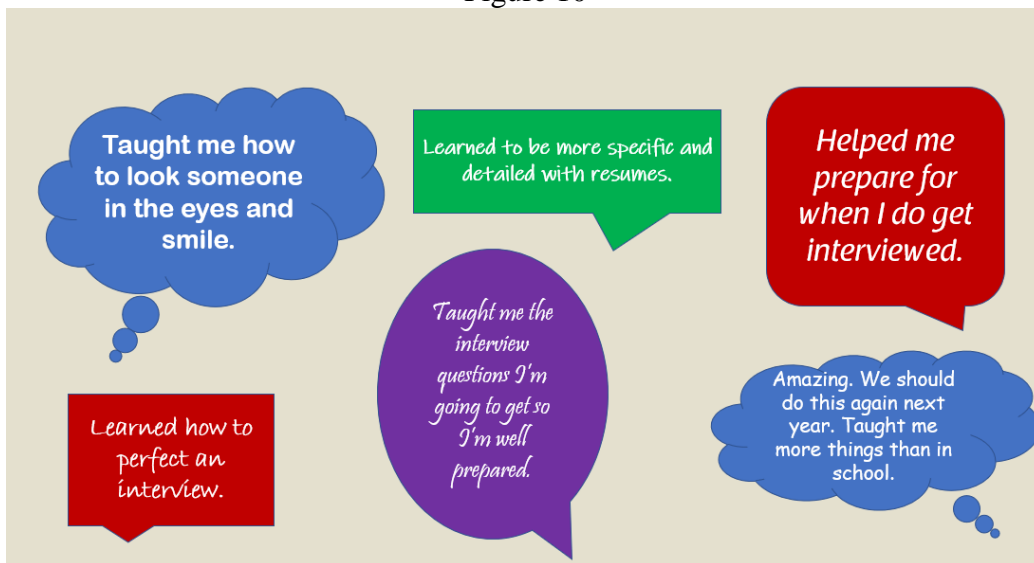 Figure 10
Taught me how
to look someone
in the eyes and
smile.
Learned to be more specific and
detailed with resumes.
Helped me
prepare for
when I do get
interviewed.
Taught me the
interview
questions I'm
going to get so
I'm well
prepared.
Learned how to
perfect an
interview.
Amazing. We should
do this again next
year. Taught me
more things than in
school.